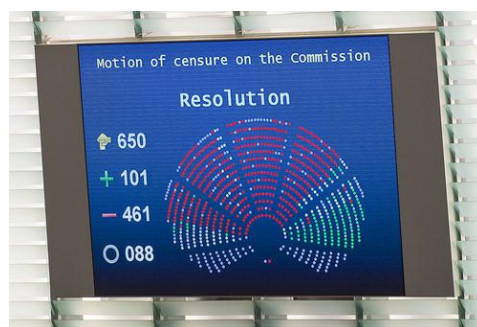 Motion of censure on the Commission
Resolution
650
+ 101
- 461
088